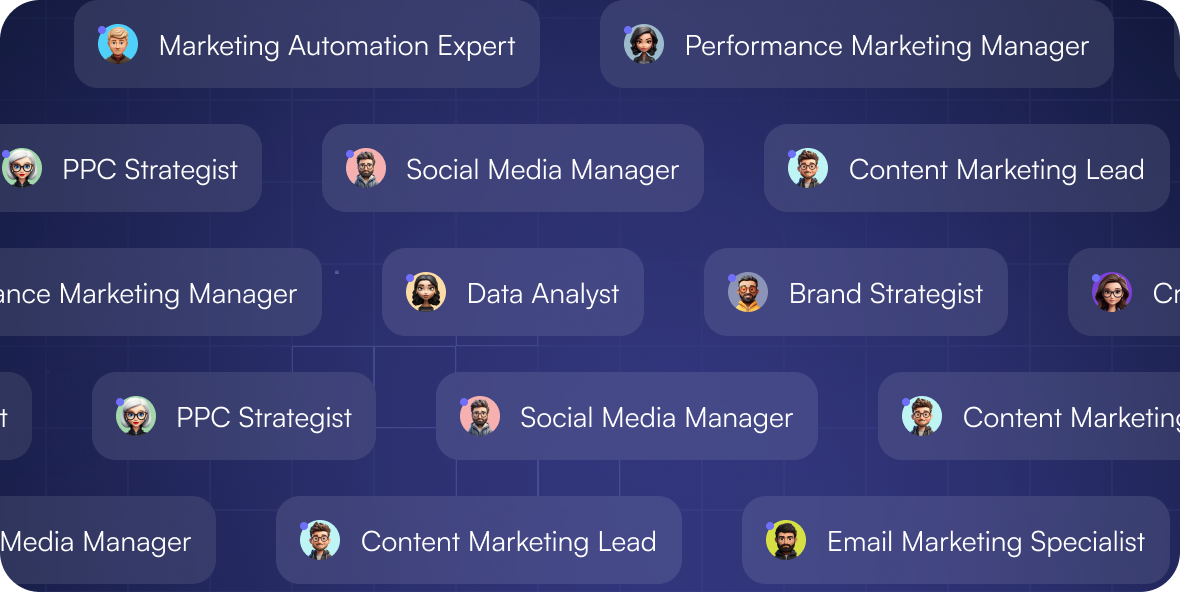 Marketing Automation Expert
Performance Marketing Manager
PPC Strategist
Social Media Manager
Content Marketing Lead
ance Marketing Manager
Data Analyst
Brand Strategist
Cr
t
PPC Strategist
Social Media Manager
Content Marketing
Media Manager
Content Marketing Lead
Email Marketing Specialist